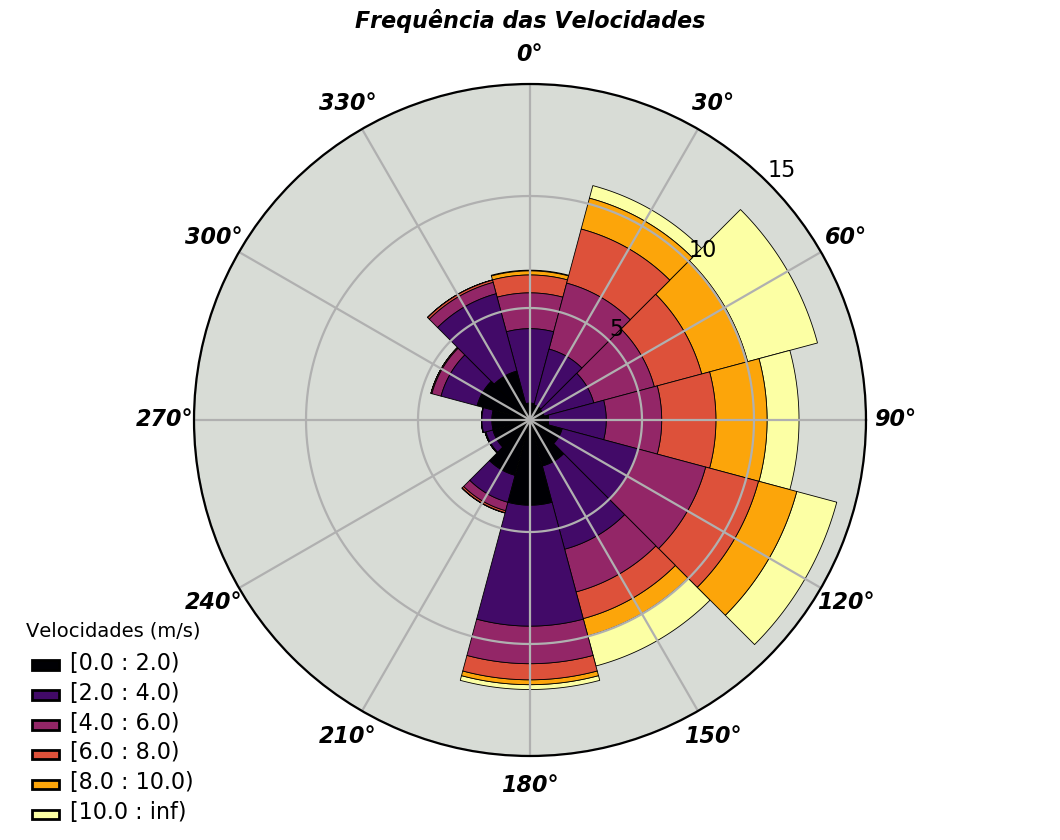 Frequência das Velocidades
0°
330°
30°
15
300°
60°
10
5
270°
90°
240°
120°
210°
150°
180°
Velocidades (m/s)
[0.0 : 2.0)
[2.0 : 4.0)
[4.0 : 6.0)
[6.0 : 8.0)
[8.0 : 10.0)
[10.0 : inf)